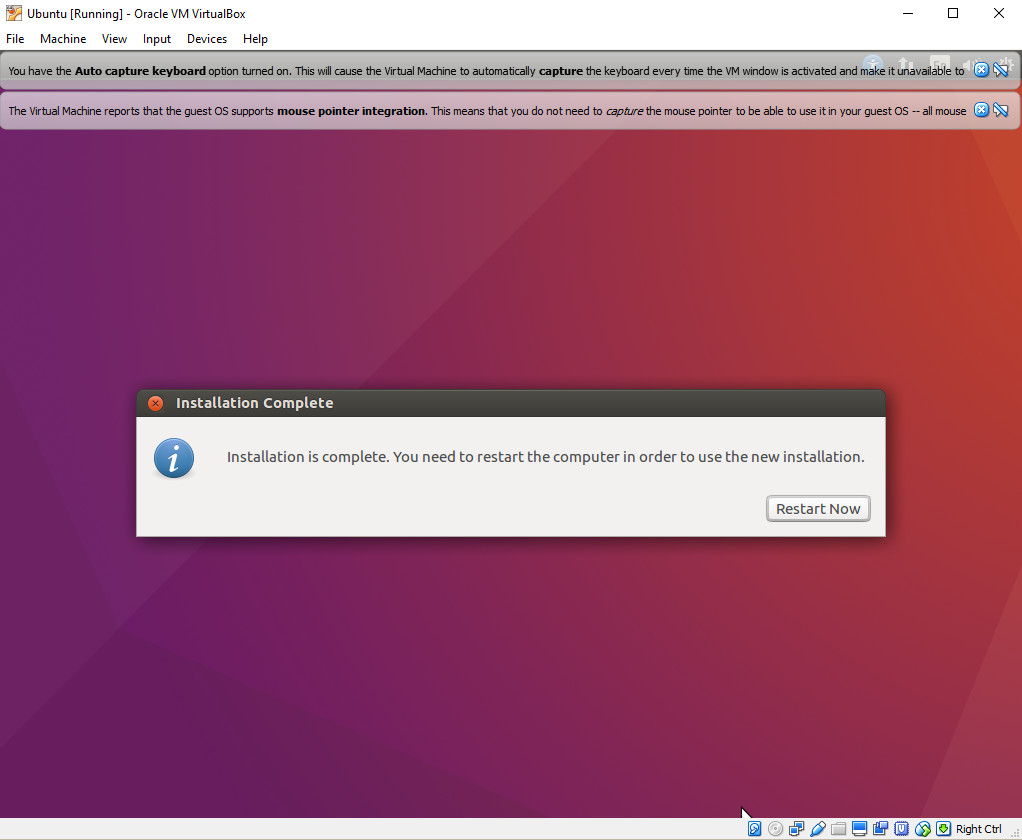 Ubuntu [Running] - Oracle VM VirtualBox
File Machine View Input Devices Help
You have the Auto capture keyboard option turned on. This will cause the Virtual Machine to automatically capture the keyboard every time the VM window is activated and make it unavailable to
The Virtual Machine reports that the guest OS supports mouse pointer integration. This means that you do not need to capture the mouse pointer to be able to use it in your guest OS -- all mouse
Installation Complete
Installation is complete. You need to restart the computer in order to use the new installation.
Restart Now
Right Ctrl